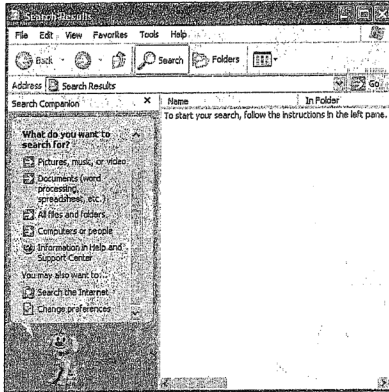 Search Results
File Edit View Favorites Tools Help
Back Search Folders
Address Search Results Go
Search Companion × Name In Folder
To start your search, follow the instructions in the left pane.
What do you want to
search for?
Pictures, music, or video
Documents (word
processing,
spreadsheet, etc.)
All files and folders
Computers or people
Information in Help and
Support Center
You may also want to...
Search the Internet
Change preferences